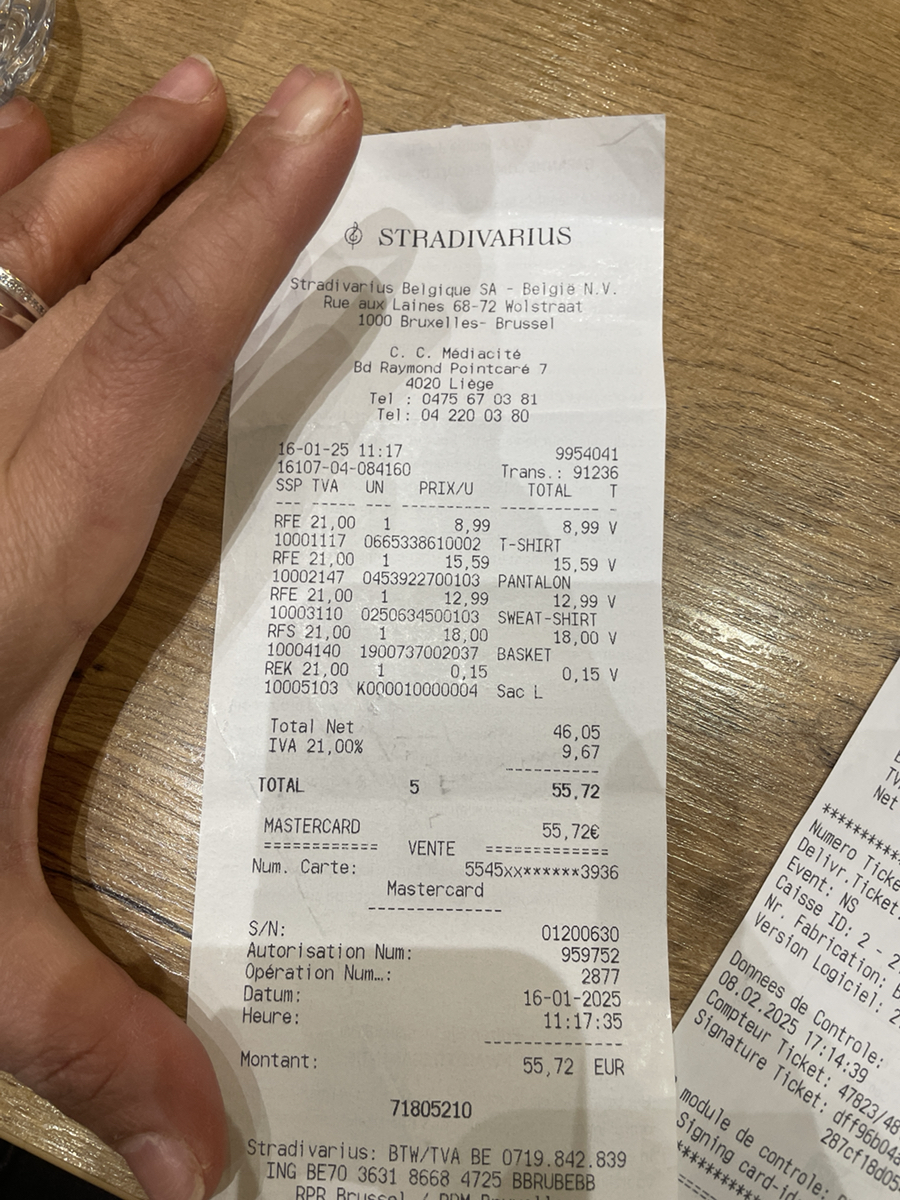 STRADIVARIUS
Stradivarius Belgique SA - België N.V.
Rue aux Laines 68-72 Wolstraat
1000 Bruxelles- Brussel
C. C. Médiacité
Bd Raymond Pointcaré 7
4020 Liège
Tel : 0475 67 03 81
Tel: 04 220 03 80
16-01-25 11:17 9954041
16107-04-084160 Trans.: 91236
SSP TVA UN PRIX/U TOTAL T
--- --- -- --------- ----------- -
RFE 21,00 1 8,99 8,99 V
10001117 0665338610002 T-SHIRT
RFE 21,00 1 15,59 15,59 V
10002147 0453922700103 PANTALON
RFE 21,00 1 12,99 12,99 V
10003110 0250634500103 SWEAT-SHIRT
RFS 21,00 1 18,00 18,00 V
10004140 1900737002037 BASKET
REK 21,00 1 0,15 0,15 V
10005103 K000010000004 Sac L
Total Net 46,05
IVA 21,00% 9,67
----------
TOTAL 5 55,72
MASTERCARD 55,72€
============ VENTE =============
Num. Carte: 5545xx******3936
Mastercard
--------------
S/N: 01200630
Autorisation Num: 959752
Opération Num…: 2877
Datum: 16-01-2025
Heure: 11:17:35
--------------
Montant: 55,72 EUR
71805210
Stradivarius: BTW/TVA BE 0719.842.839
ING BE70 3631 8668 4725 BBRUBEBB
RPR Brussel / RPM
Net
***********
Numero Ticke
Delivr.Ticket:
Event: NS
Caisse ID: 2 - 2
Nr. Fabrication: B
Version Logiciel: 2
Donnees de Controle:
08.02.2025 17:14:39
Compteur Ticket: 47823/48
Signature Ticket: dff96b04a
287cf18d05
module de controle:
Signing card-i
***********